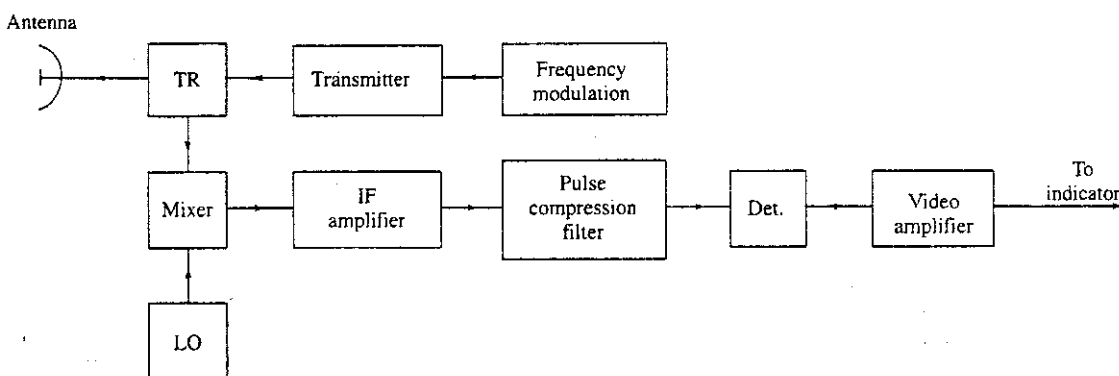 Antenna
TR
Transmitter
Frequency
modulation
Mixer
IF
amplifier
Pulse
compression
filter
Det.
Video
amplifier
To
indicator
LO